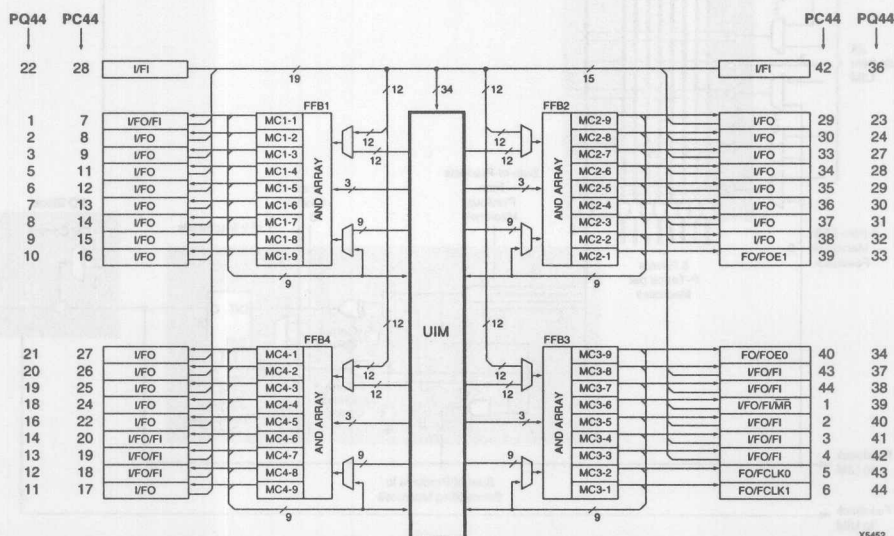 PQ44 PC44 PC44 PQ44
22 28 I/FI 19 15 I/FI 42 36
12 34 12
FFB1 FFB2
1 7 I/FO/FI MC1-1 MC2-9 I/FO 29 23
2 8 I/FO MC1-2 12 12 MC2-8 I/FO 30 24
3 9 I/FO MC1-3 12 12 MC2-7 I/FO 33 27
5 11 I/FO MC1-4 MC2-6 I/FO 34 28
6 12 I/FO MC1-5 AND ARRAY 3 3 AND ARRAY MC2-5 I/FO 35 29
7 13 I/FO MC1-6 MC2-4 I/FO 36 30
8 14 I/FO MC1-7 9 9 MC2-3 I/FO 37 31
9 15 I/FO MC1-8 MC2-2 I/FO 38 32
10 16 I/FO MC1-9 MC2-1 FO/FOE1 39 33
9 9
12 UIM 12
FFB4 FFB3
21 27 I/FO MC4-1 MC3-9 FO/FOE0 40 34
20 26 I/FO MC4-2 12 12 MC3-8 I/FO/FI 43 37
19 25 I/FO MC4-3 12 12 MC3-7 I/FO/FI 44 38
18 24 I/FO MC4-4 MC3-6 I/FO/FI/MR 1 39
16 22 I/FO MC4-5 AND ARRAY 3 3 AND ARRAY MC3-5 I/FO/FI 2 40
14 20 I/FO/FI MC4-6 MC3-4 I/FO/FI 3 41
13 19 I/FO/FI MC4-7 9 9 MC3-3 I/FO/FI 4 42
12 18 I/FO/FI MC4-8 MC3-2 FO/FCLK0 5 43
11 17 I/FO MC4-9 MC3-1 FO/FCLK1 6 44
9 9
X5452